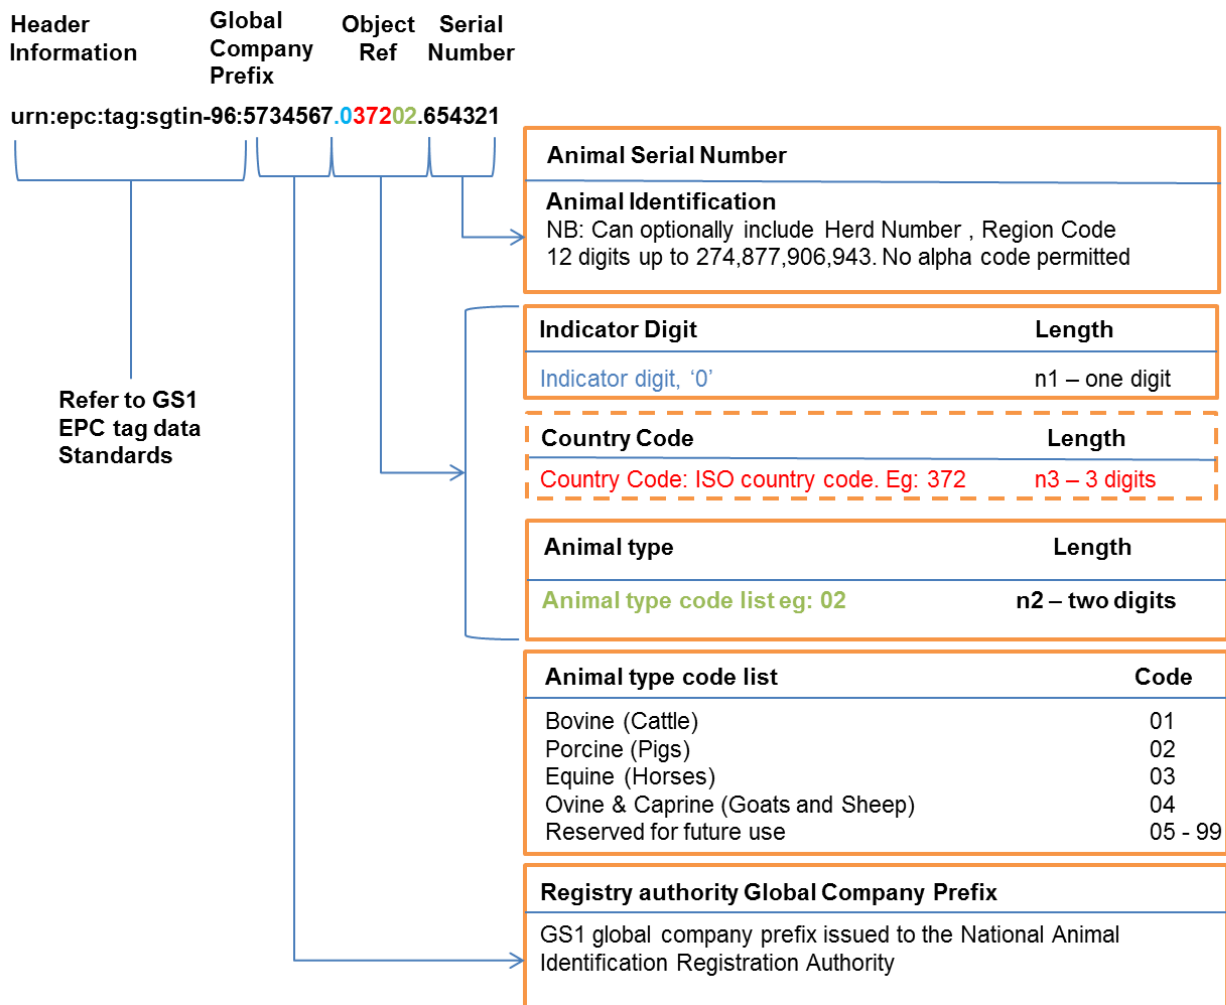 Header
Information
Global
Company
Prefix
Object
Ref
Serial
Number
urn:epc:tag:sgtin-96:5734567.037202.654321
Animal Serial Number
Animal Identification
NB: Can optionally include Herd Number , Region Code
12 digits up to 274,877,906,943. No alpha code permitted
Indicator Digit Length
Indicator digit, ‘0’ n1 – one digit
Refer to GS1
EPC tag data
Standards
Country Code Length
Country Code: ISO country code. Eg: 372 n3 – 3 digits
Animal type Length
Animal type code list eg: 02 n2 – two digits
Animal type code list Code
Bovine (Cattle) 01
Porcine (Pigs) 02
Equine (Horses) 03
Ovine & Caprine (Goats and Sheep) 04
Reserved for future use 05 - 99
Registry authority Global Company Prefix
GS1 global company prefix issued to the National Animal
Identification Registration Authority